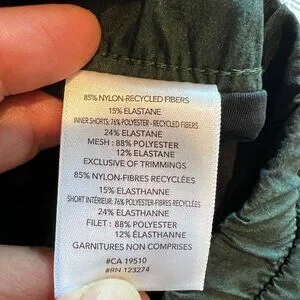 85% NYLON-RECYCLED FIBERS
15% ELASTANE
INNER SHORTS: 76% POLYESTER - RECYCLED FIBERS
24% ELASTANE
MESH : 88% POLYESTER
12% ELASTANE
EXCLUSIVE OF TRIMMINGS
85% NYLON-FIBRES RECYCLÉES
15% ELASTHANNE
SHORT INTÉRIEUR: 76% POLYESTER-FIBRES RECYCLÉES
24% ELASTHANNE
FILET : 88% POLYESTER
12% ÉLASTHANNE
GARNITURES NON COMPRISES
#CA 19510
#RN 123274